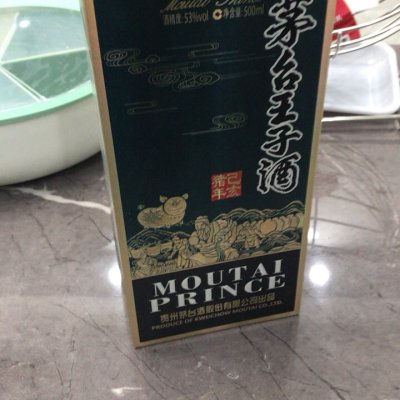 Moutai Prince
酒精度:53%vol 净含量:500ml
茅台王子酒
己亥
猪年
MOUTAI
PRINCE
贵州茅台酒股份有限公司出品
PRODUCE OF KWEICHOW MOUTAI CO.,LTD.